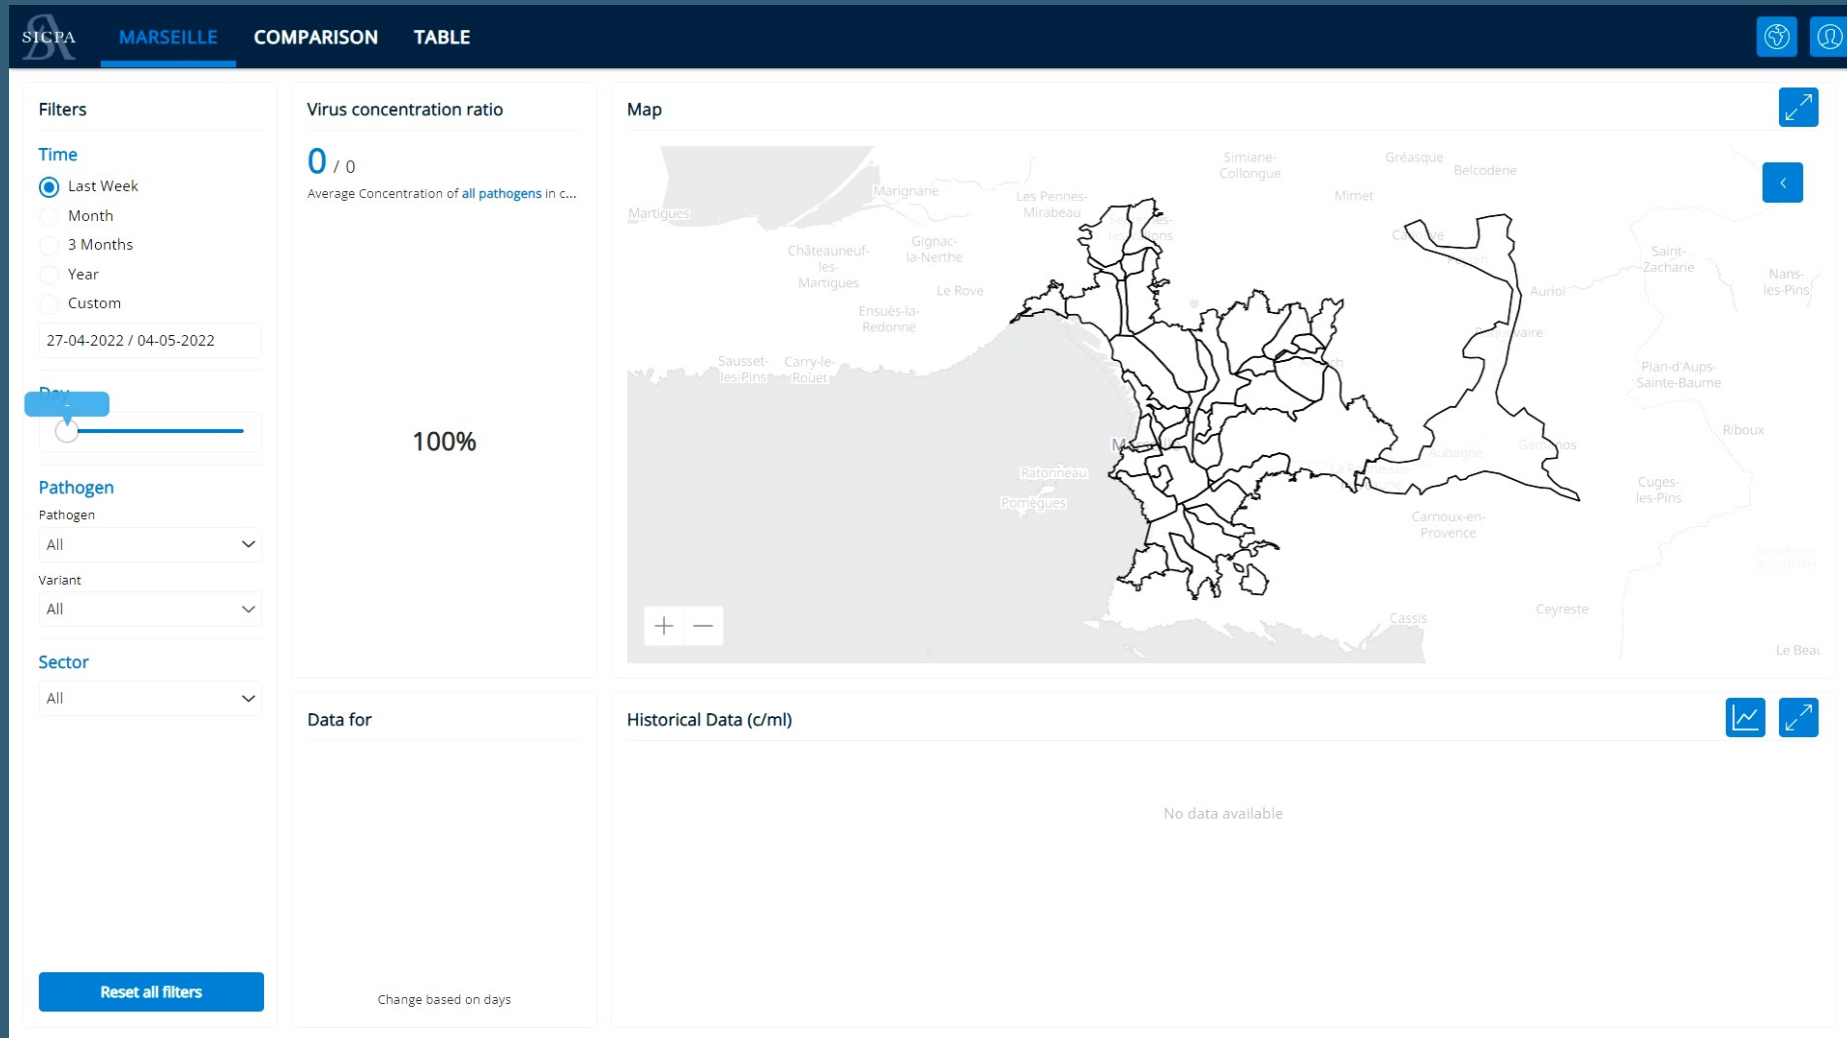 SICPA
MARSEILLE
COMPARISON
TABLE
Filters
Time
Last Week
Month
3 Months
Year
Custom
27-04-2022 / 04-05-2022
Day
-
Pathogen
Pathogen
All
Variant
All
Sector
All
Reset all filters
Virus concentration ratio
0 / 0
Average Concentration of all pathogens in c...
100%
Data for
Change based on days
Map
Simiane-
Collongue
Gréasque
Belcodène
Marignane
Les Pennes-
Mirabeau
Mimet
Martigues
Châteauneuf-
les-
Martigues
Gignac-
la-Nerthe
Saint-
Zacharie
Nans-
les-Pins
Le Rove
Auriol
Ensuès-la-
Redonne
Sausset-
les-Pins
Carry-le-
Rouet
Plan-d'Aups-
Sainte-Baume
Riboux
Aubagne
Gémenos
Ratonneau
Pomègues
Cuges-
les-Pins
Carnoux-en-
Provence
Ceyreste
Cassis
Le Beau
Historical Data (c/ml)
No data available